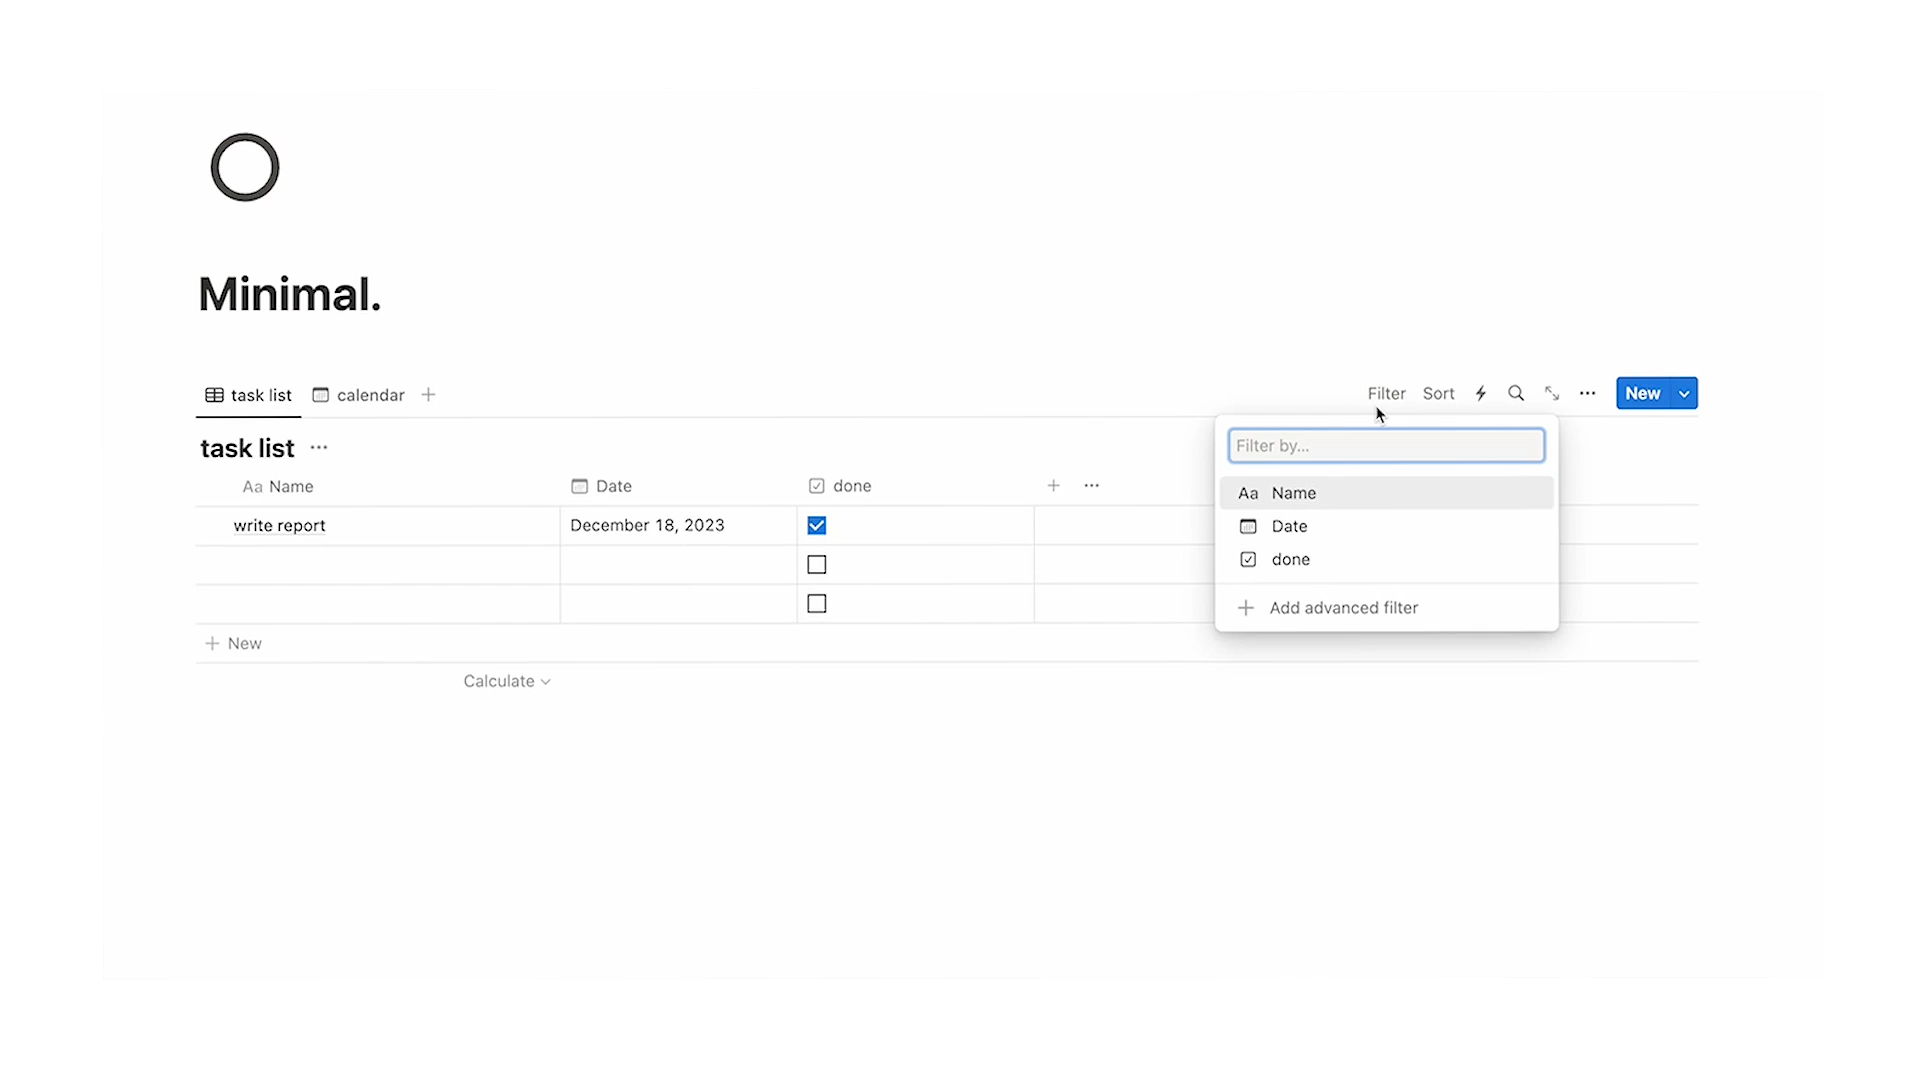 Minimal.
task list calendar
Filter Sort New
task list ...
Aa Name Date done ...
write report December 18, 2023
New
Calculate
Filter by...
Aa Name
Date
done
Add advanced filter